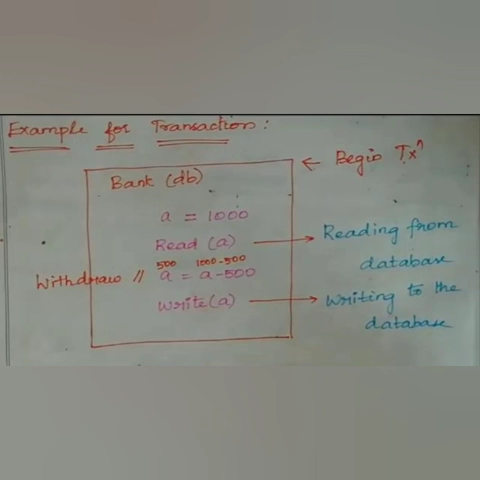 Example for Transaction:
← Begin Txⁿ
Bank (db)
a = 1000
Read (a) → Reading from
database
500 1000-500
Withdraw // a = a-500
write(a) → Writing to the
database